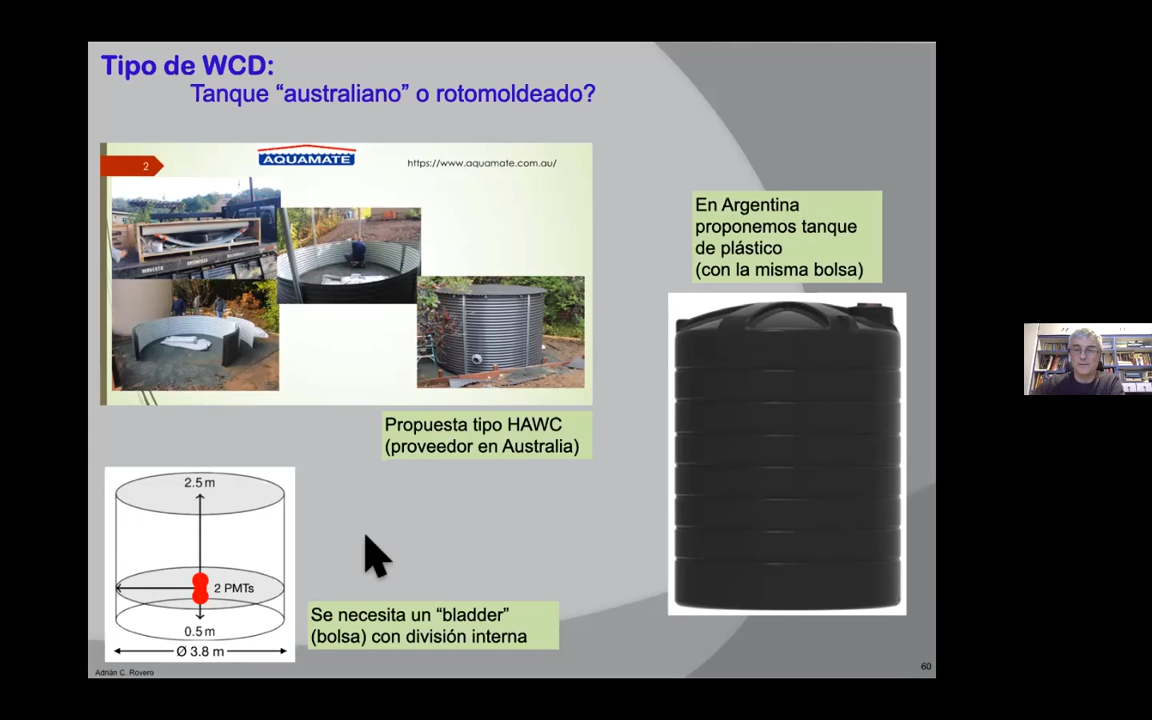 Tipo de WCD:
Tanque “australiano” o rotomoldeado?
2
AQUAMATE
https://www.aquamate.com.au/
En Argentina
proponemos tanque
de plástico
(con la misma bolsa)
Propuesta tipo HAWC
(proveedor en Australia)
2.5 m
2 PMTs
0.5 m
Ø 3.8 m
Se necesita un “bladder”
(bolsa) con división interna
Adrián C. Rovero
60